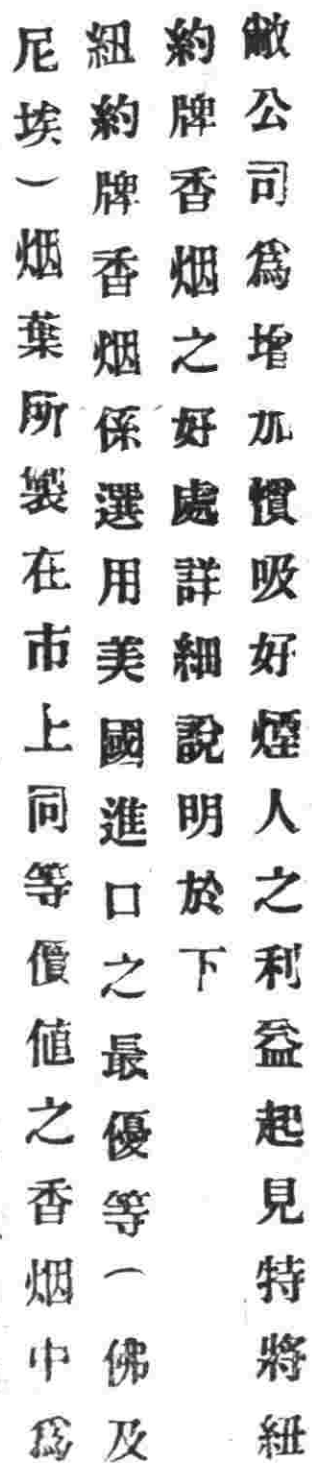 敝公司爲增加慣吸好煙人之利益起見特將紐
約牌香烟之好處詳細說明於下
紐約牌香烟係選用美國進口之最優等（佛及
尼埃）烟葉所製在市上同等價値之香烟中爲